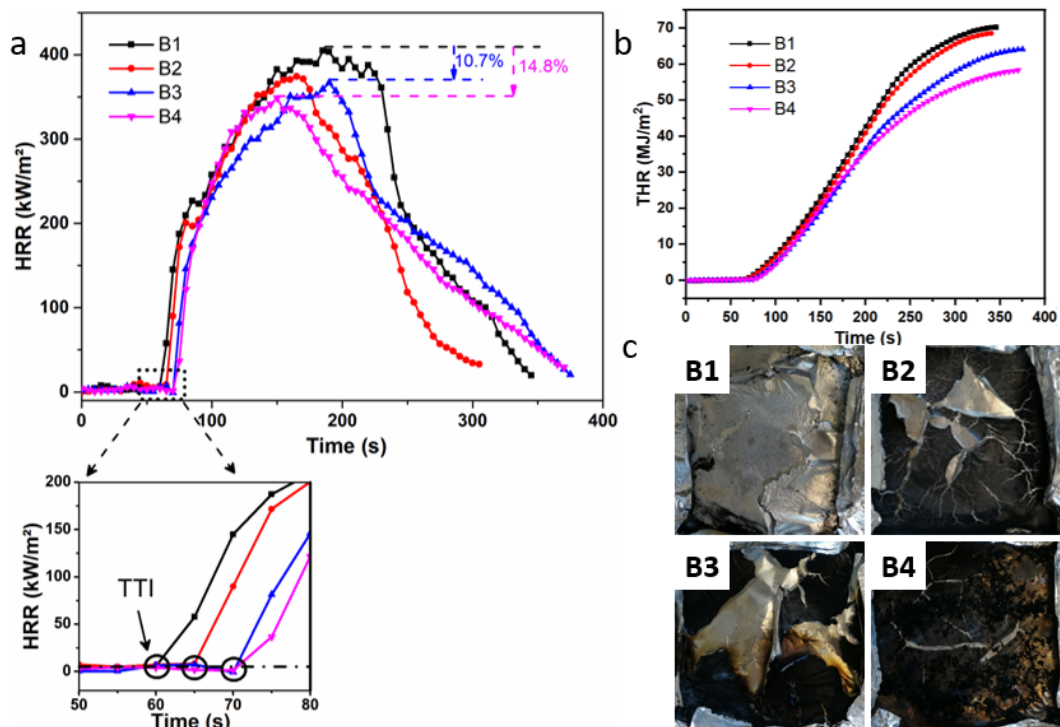 a
B1
B2
B3
B4
10.7%
14.8%
HRR (kW/m²)
400
300
200
100
0
0 100 200 300 400
Time (s)
TTI
HRR (kW/m²)
200
150
100
50
0
50 60 70 80
Time (s)
b
B1
B2
B3
B4
THR (MJ/m²)
70
60
50
40
30
20
10
0
0 50 100 150 200 250 300 350 400
Time (s)
c
B1 B2
B3 B4